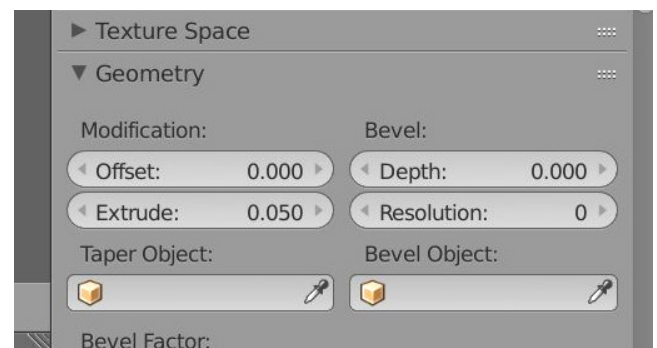 Texture Space
Geometry
Modification: Bevel:
Offset: 0.000 Depth: 0.000
Extrude: 0.050 Resolution: 0
Taper Object: Bevel Object:
Bevel Factor: